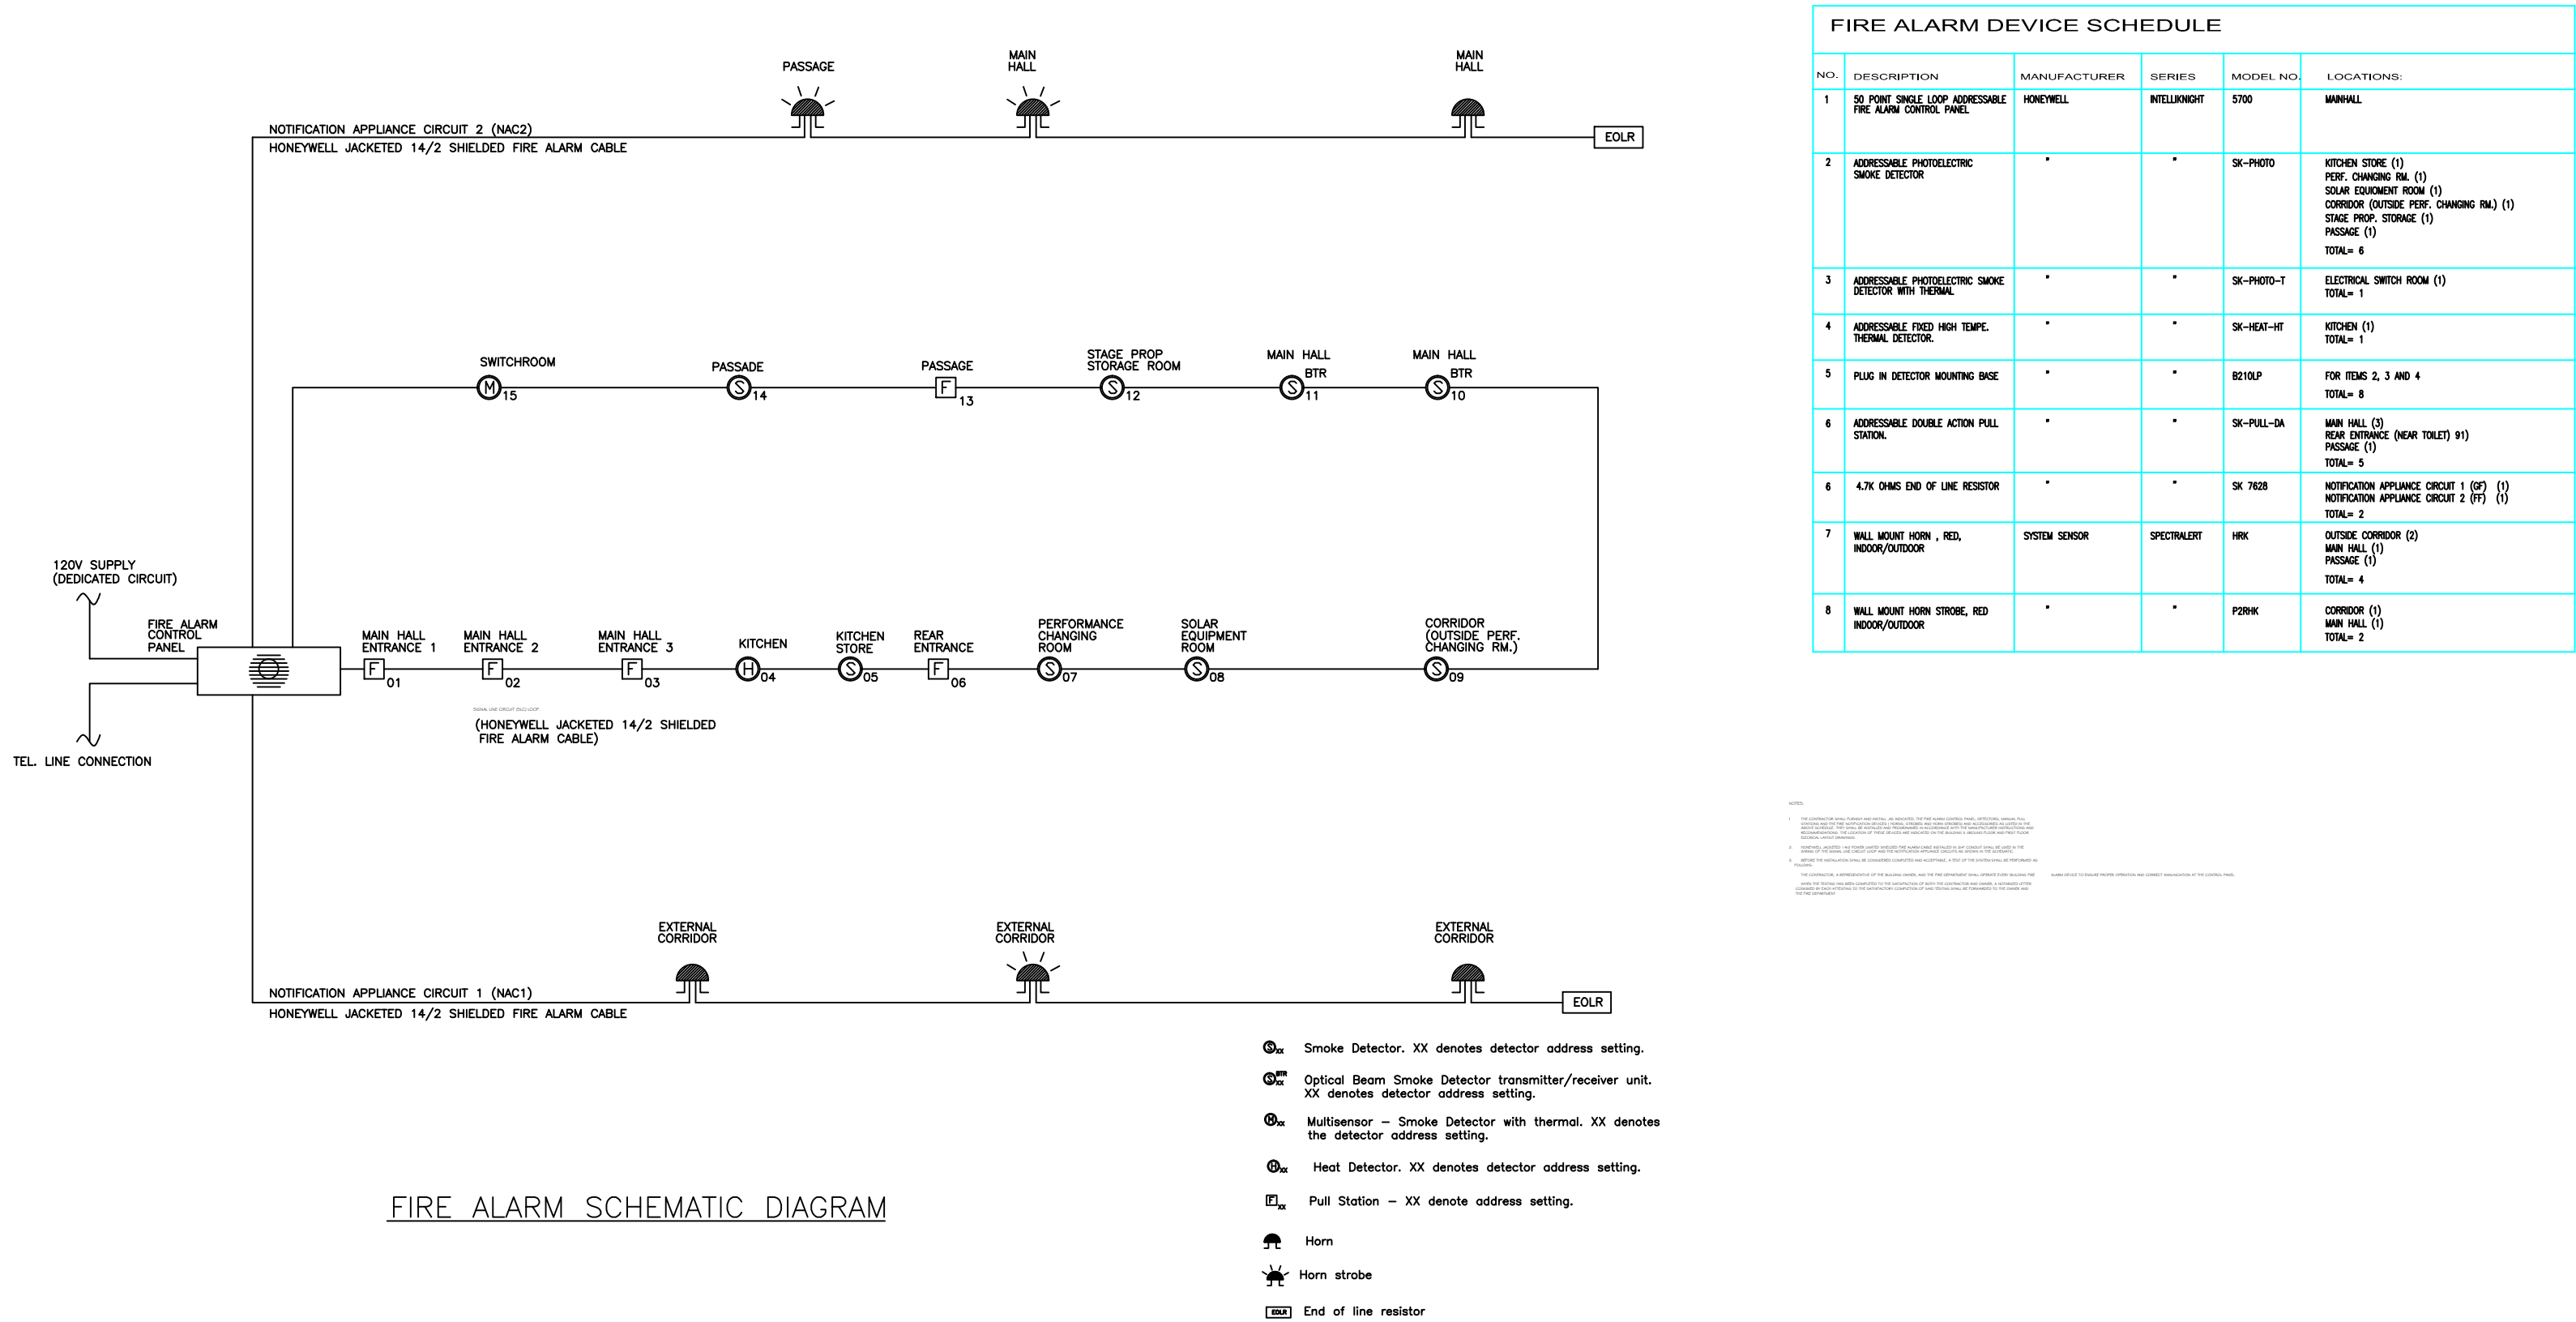 PASSAGE
MAIN
HALL
MAIN
HALL
NOTIFICATION APPLIANCE CIRCUIT 2 (NAC2)
HONEYWELL JACKETED 14/2 SHIELDED FIRE ALARM CABLE
EOLR
SWITCHROOM
M 15
PASSADE
S 14
PASSAGE
F 13
STAGE PROP
STORAGE ROOM
S 12
MAIN HALL
BTR
S 11
MAIN HALL
BTR
S 10
120V SUPPLY
(DEDICATED CIRCUIT)
FIRE ALARM
CONTROL
PANEL
TEL. LINE CONNECTION
MAIN HALL
ENTRANCE 1
F 01
MAIN HALL
ENTRANCE 2
F 02
MAIN HALL
ENTRANCE 3
F 03
KITCHEN
H 04
KITCHEN
STORE
S 05
REAR
ENTRANCE
F 06
PERFORMANCE
CHANGING
ROOM
S 07
SOLAR
EQUIPMENT
ROOM
S 08
CORRIDOR
(OUTSIDE PERF.
CHANGING RM.)
S 09
(HONEYWELL JACKETED 14/2 SHIELDED
FIRE ALARM CABLE)
EXTERNAL
CORRIDOR
EXTERNAL
CORRIDOR
EXTERNAL
CORRIDOR
NOTIFICATION APPLIANCE CIRCUIT 1 (NAC1)
HONEYWELL JACKETED 14/2 SHIELDED FIRE ALARM CABLE
EOLR
S XX Smoke Detector. XX denotes detector address setting.
S BTR XX Optical Beam Smoke Detector transmitter/receiver unit.
XX denotes detector address setting.
M XX Multisensor – Smoke Detector with thermal. XX denotes
the detector address setting.
H XX Heat Detector. XX denotes detector address setting.
F XX Pull Station – XX denote address setting.
Horn
Horn strobe
EOLR End of line resistor
FIRE ALARM SCHEMATIC DIAGRAM
FIRE ALARM DEVICE SCHEDULE
NO. DESCRIPTION MANUFACTURER SERIES MODEL NO. LOCATIONS:
1 50 POINT SINGLE LOOP ADDRESSABLE HONEYWELL INTELLIKNIGHT 5700 MAINHALL
FIRE ALARM CONTROL PANEL
2 ADDRESSABLE PHOTOELECTRIC " " SK-PHOTO KITCHEN STORE (1)
SMOKE DETECTOR PERF. CHANGING RM. (1)
SOLAR EQUIOMENT ROOM (1)
CORRIDOR (OUTSIDE PERF. CHANGING RM.) (1)
STAGE PROP. STORAGE (1)
PASSAGE (1)
TOTAL= 6
3 ADDRESSABLE PHOTOELECTRIC SMOKE " " SK-PHOTO-T ELECTRICAL SWITCH ROOM (1)
DETECTOR WITH THERMAL TOTAL= 1
4 ADDRESSABLE FIXED HIGH TEMPE. " " SK-HEAT-HT KITCHEN (1)
THERMAL DETECTOR. TOTAL= 1
5 PLUG IN DETECTOR MOUNTING BASE " " B210LP FOR ITEMS 2, 3 AND 4
TOTAL= 8
6 ADDRESSABLE DOUBLE ACTION PULL " " SK-PULL-DA MAIN HALL (3)
STATION. REAR ENTRANCE (NEAR TOILET) 91)
PASSAGE (1)
TOTAL= 5
6 4.7K OHMS END OF LINE RESISTOR " " SK 7628 NOTIFICATION APPLIANCE CIRCUIT 1 (GF) (1)
NOTIFICATION APPLIANCE CIRCUIT 2 (FF) (1)
TOTAL= 2
7 WALL MOUNT HORN , RED, SYSTEM SENSOR SPECTRALERT HRK OUTSIDE CORRIDOR (2)
INDOOR/OUTDOOR MAIN HALL (1)
PASSAGE (1)
TOTAL= 4
8 WALL MOUNT HORN STROBE, RED " " P2RHK CORRIDOR (1)
INDOOR/OUTDOOR MAIN HALL (1)
TOTAL= 2
NOTES: